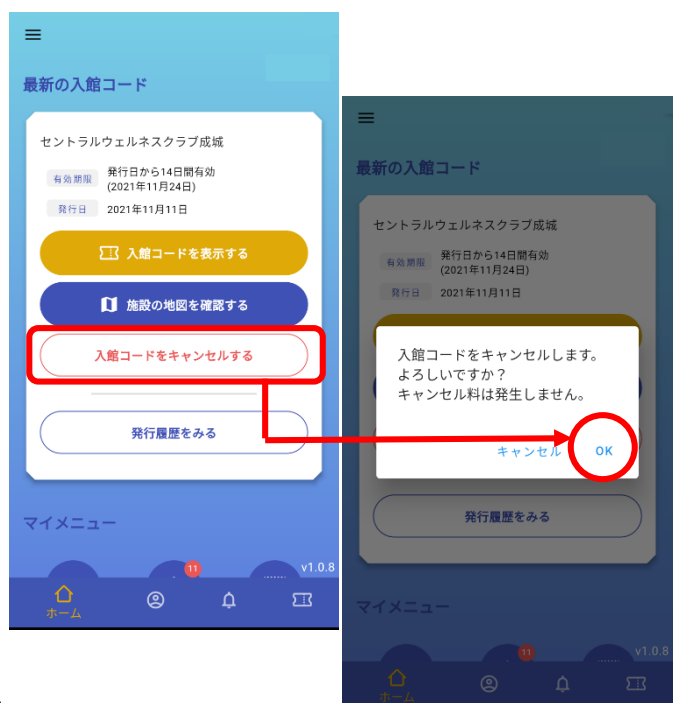 最新の入館コード
セントラルウェルネスクラブ成城
有効期限 発行日から14日間有効
(2021年11月24日)
発行日 2021年11月11日
入館コードを表示する
施設の地図を確認する
入館コードをキャンセルする
発行履歴をみる
マイメニュー
11
v1.0.8
ホーム
最新の入館コード
セントラルウェルネスクラブ成城
有効期限 発行日から14日間有効
(2021年11月24日)
発行日 2021年11月11日
入館コードをキャンセルします。
よろしいですか？
キャンセル料は発生しません。
キャンセル OK
発行履歴をみる
マイメニュー
11
v1.0.8
ホーム